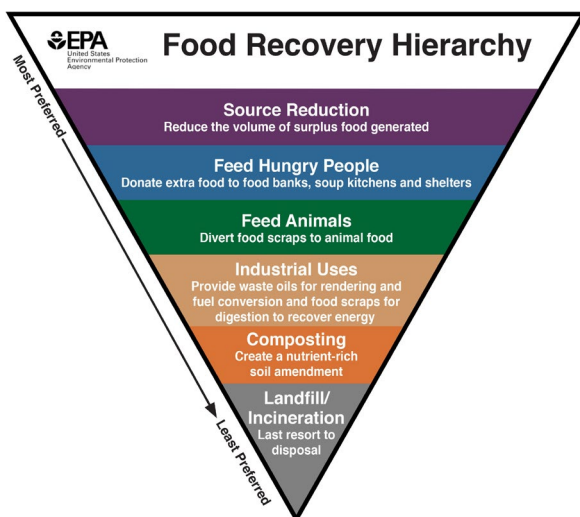 EPA
United States
Environmental Protection
Agency
Food Recovery Hierarchy
Most Preferred
Source Reduction
Reduce the volume of surplus food generated
Feed Hungry People
Donate extra food to food banks, soup kitchens and shelters
Feed Animals
Divert food scraps to animal food
Industrial Uses
Provide waste oils for rendering and
fuel conversion and food scraps for
digestion to recover energy
Composting
Create a nutrient-rich
soil amendment
Landfill/
Incineration
Last resort to
disposal
Least Preferred